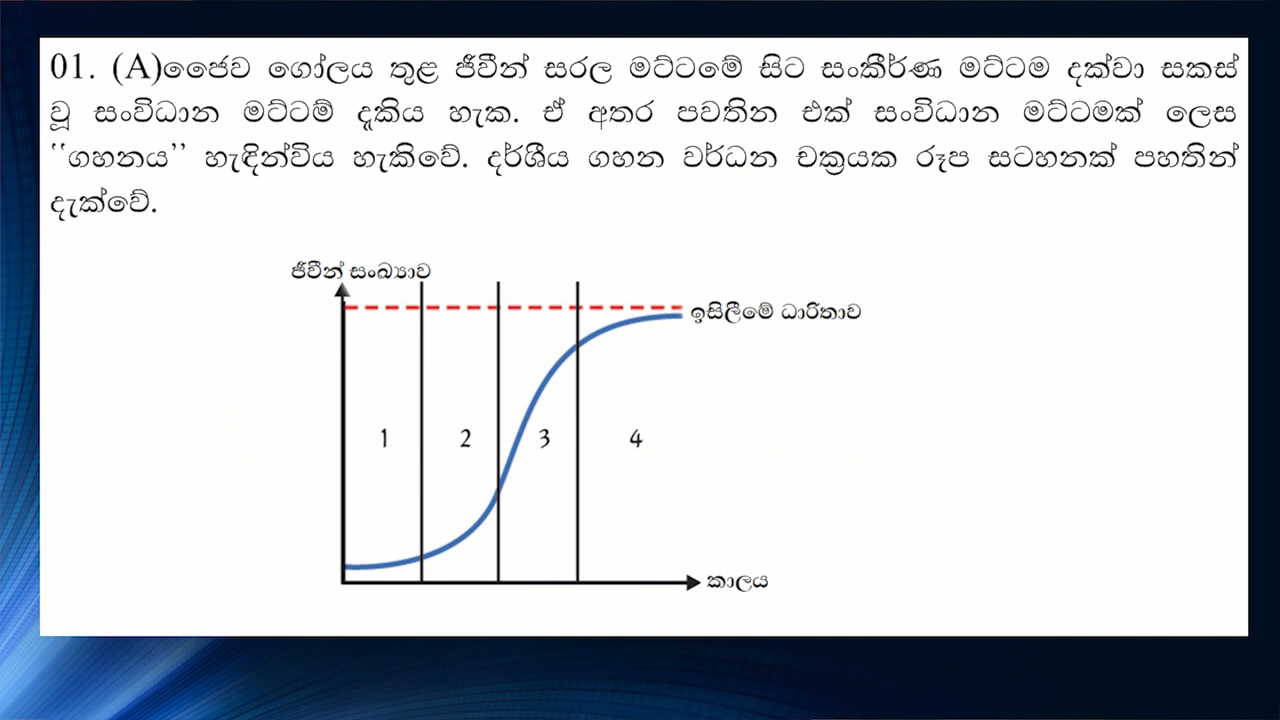 01. (A)ජෛව ගෝලය තුළ ජීවීන් සරල මට්ටමේ සිට සංකීර්ණ මට්ටම දක්වා සකස්
වූ සංවිධාන මට්ටම් දැකිය හැක. ඒ අතර පවතින එක් සංවිධාන මට්ටමක් ලෙස
‘‘ගහනය’’ හැඳින්විය හැකිවේ. දර්ශීය ගහන වර්ධන චක්‍රයක රූප සටහනක් පහතින්
දැක්වේ.
ජීවීන් සංඛ්‍යාව
ඉසිලීමේ ධාරිතාව
1 2 3 4
කාලය